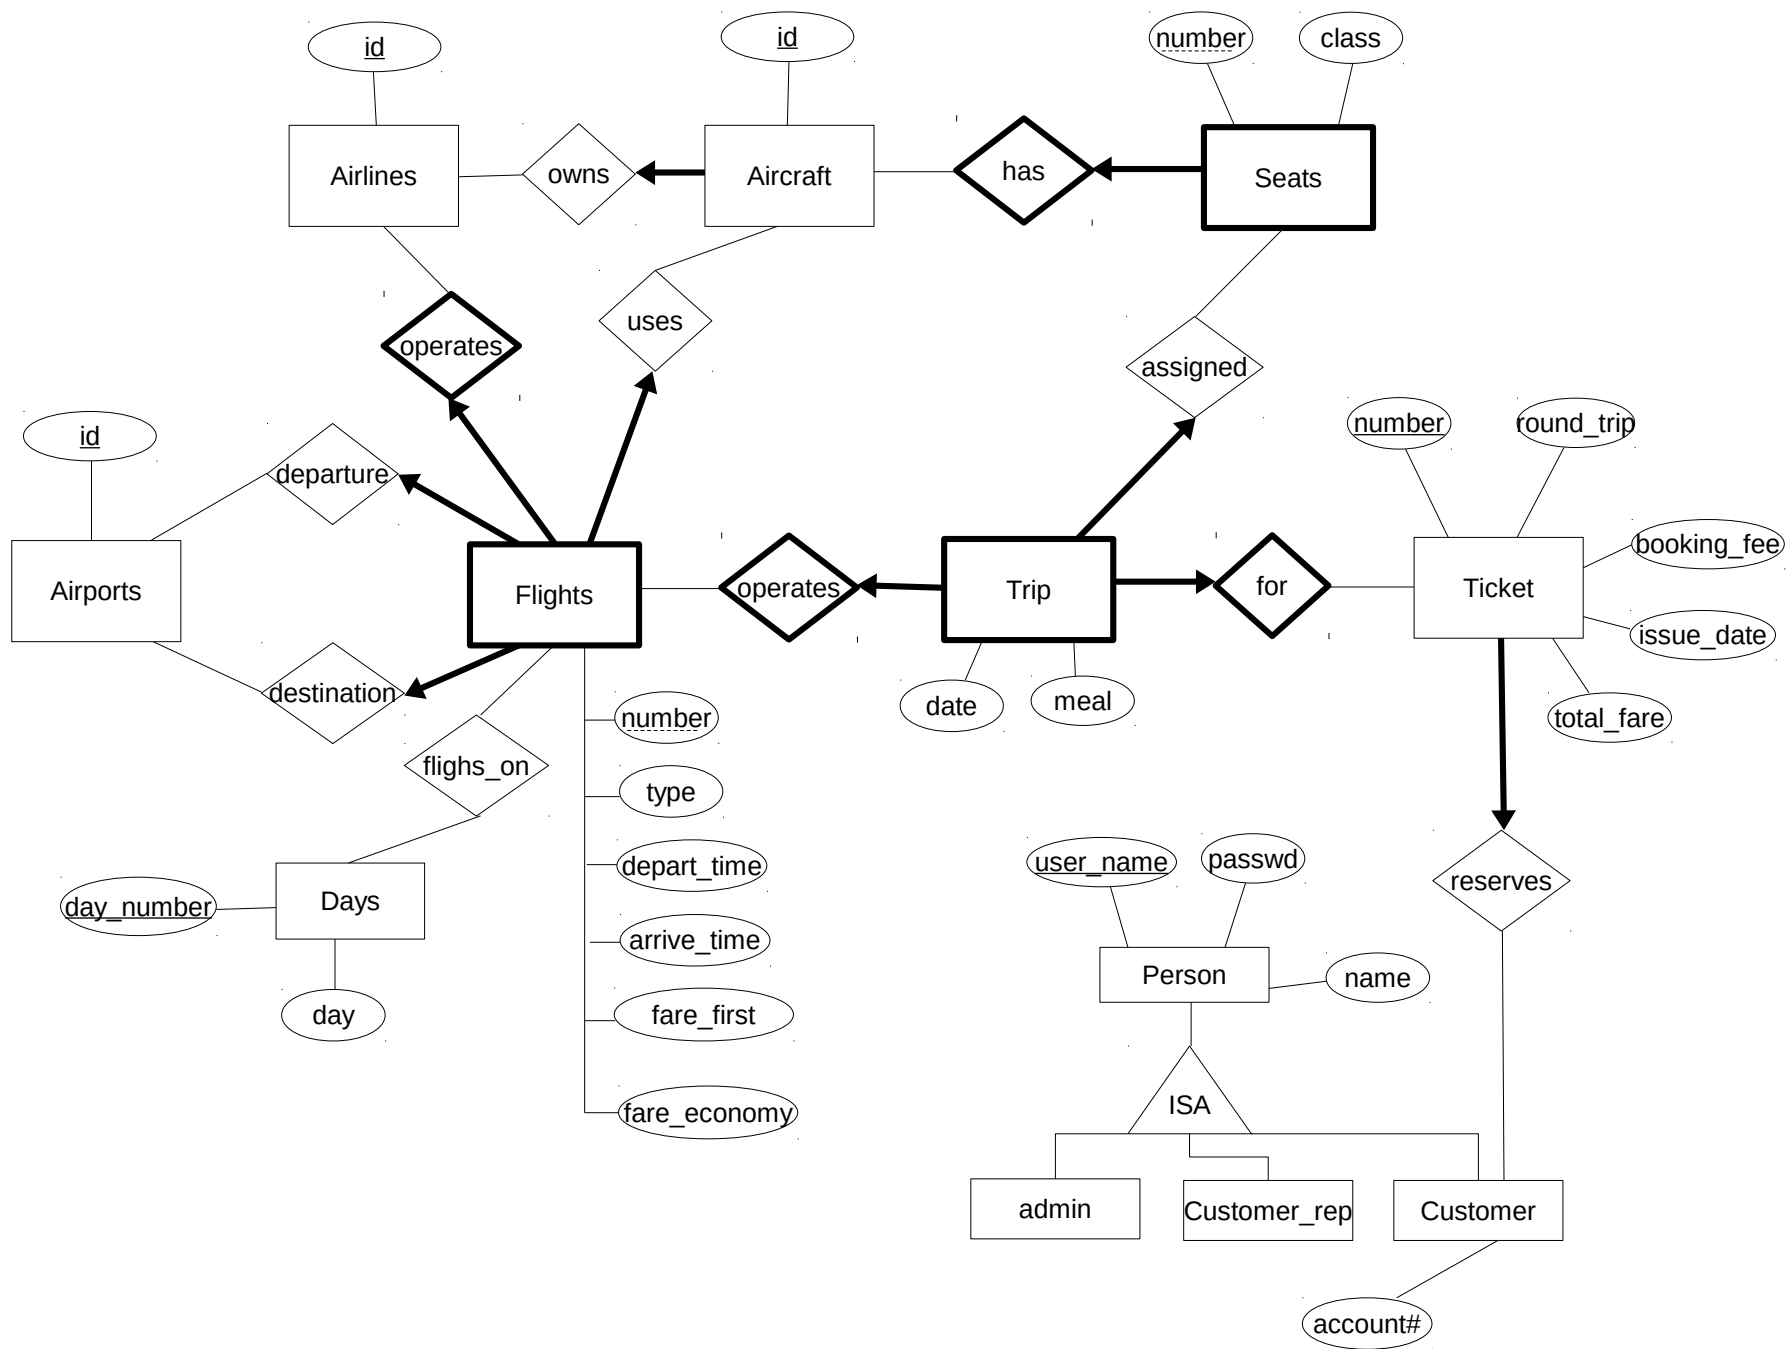 id
id
number
class
Airlines
owns
Aircraft
has
Seats
operates
uses
assigned
id
departure
number
round_trip
Airports
Flights
operates
Trip
for
Ticket
booking_fee
issue_date
destination
number
date
meal
total_fare
flighs_on
type
depart_time
user_name
passwd
reserves
day_number
Days
arrive_time
Person
name
day
fare_first
fare_economy
ISA
admin
Customer_rep
Customer
account#